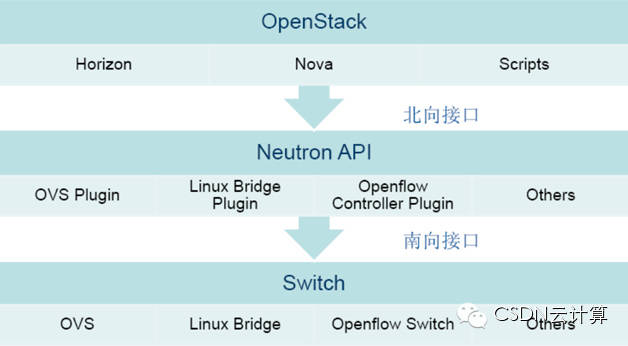 OpenStack
Horizon Nova Scripts
北向接口
Neutron API
OVS Plugin Linux Bridge Plugin Openflow Controller Plugin Others
南向接口
Switch
OVS Linux Bridge Openflow Switch Others
CSDN云计算